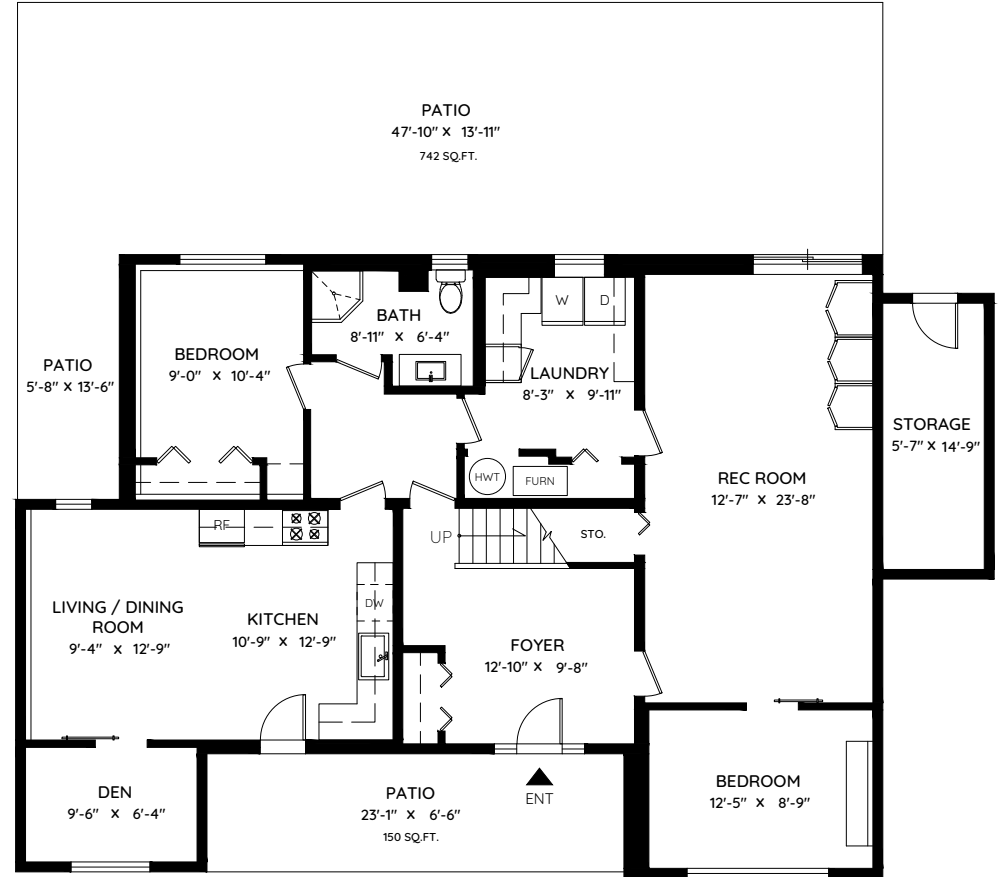 PATIO
47'-10" X 13'-11"
742 SQ.FT.
PATIO
5'-8" X 13'-6"
BEDROOM
9'-0" X 10'-4"
BATH
8'-11" X 6'-4"
W
D
LAUNDRY
8'-3" X 9'-11"
HWT
FURN
REC ROOM
12'-7" X 23'-8"
STORAGE
5'-7" X 14'-9"
RF
UP
STO.
LIVING / DINING
ROOM
9'-4" X 12'-9"
KITCHEN
10'-9" X 12'-9"
DW
FOYER
12'-10" X 9'-8"
DEN
9'-6" X 6'-4"
PATIO
23'-1" X 6'-6"
150 SQ.FT.
ENT
BEDROOM
12'-5" X 8'-9"